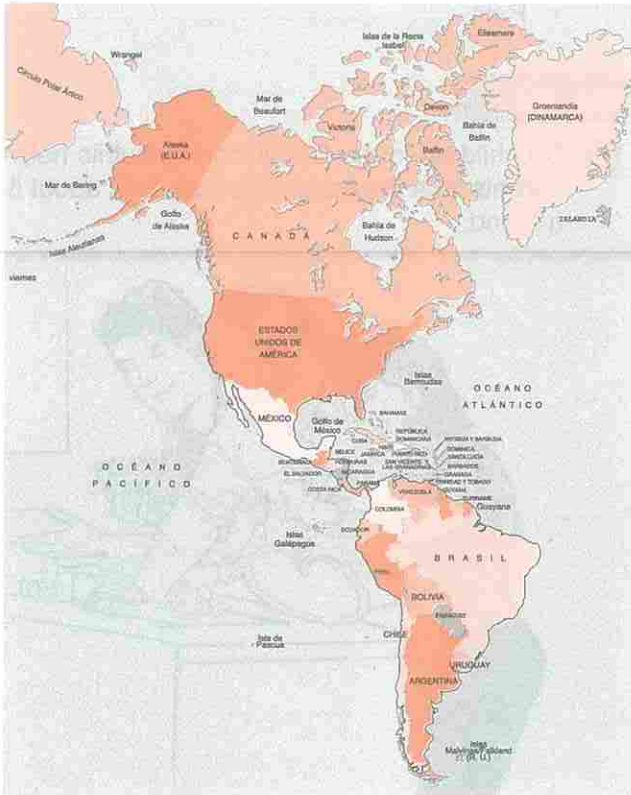 Islas de la Reina
Isabel
Ellesmere
Wrangel
Círculo Polar Ártico
Mar de
Beaufort
Devon
Groenlandia
(DINAMARCA)
Victoria
Bahía de
Baffin
Alaska
(E.U.A.)
Baffin
Mar de Bering
Golfo
de Alaska
ISLANDIA
Bahía de
Hudson
CANADÁ
Islas Aleutianas
viernes
ESTADOS
UNIDOS DE
AMÉRICA
Islas
Bermudas
OCÉANO
ATLÁNTICO
MÉXICO
Golfo de
México
BAHAMAS
CUBA
REPÚBLICA
DOMINICANA
HAITÍ
ANTIGUA Y BARBUDA
BELICE
JAMAICA
PUERTO RICO
DOMINICA
SANTA LUCÍA
GUATEMALA
HONDURAS
SAN VICENTE Y
LAS GRANADINAS
BARBADOS
EL SALVADOR
NICARAGUA
GRANADA
TRINIDAD Y TOBAGO
COSTA RICA
PANAMÁ
GUYANA
VENEZUELA
SURINAME
Guayana
COLOMBIA
OCÉANO
PACÍFICO
ECUADOR
Islas
Galápagos
BRASIL
PERÚ
BOLIVIA
PARAGUAY
CHILE
Isla de
Pascua
URUGUAY
ARGENTINA
Islas
Malvinas/Falkland
(R. U.)